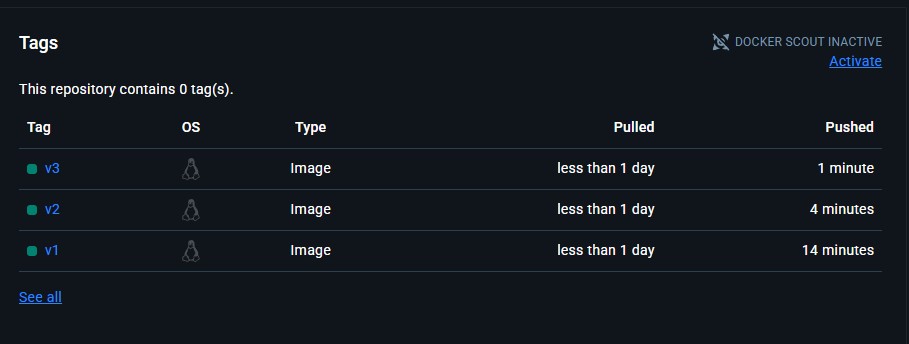 Tags
DOCKER SCOUT INACTIVE
Activate
This repository contains 0 tag(s).
Tag OS Type Pulled Pushed
v3 Image less than 1 day 1 minute
v2 Image less than 1 day 4 minutes
v1 Image less than 1 day 14 minutes
See all